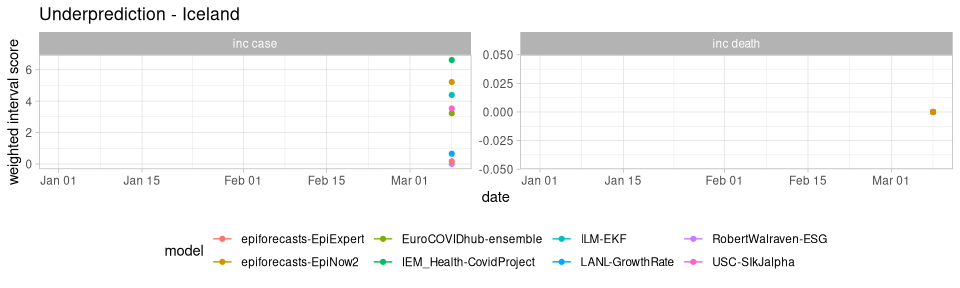 Underprediction - Iceland
inc case
inc death
weighted interval score
6
4
2
0
0.050
0.025
0.000
-0.025
-0.050
Jan 01 Jan 15 Feb 01 Feb 15 Mar 01
Jan 01 Jan 15 Feb 01 Feb 15 Mar 01
date
model
epiforecasts-EpiExpert EuroCOVIDhub-ensemble ILM-EKF RobertWalraven-ESG
epiforecasts-EpiNow2 IEM_Health-CovidProject LANL-GrowthRate USC-SIkJalpha